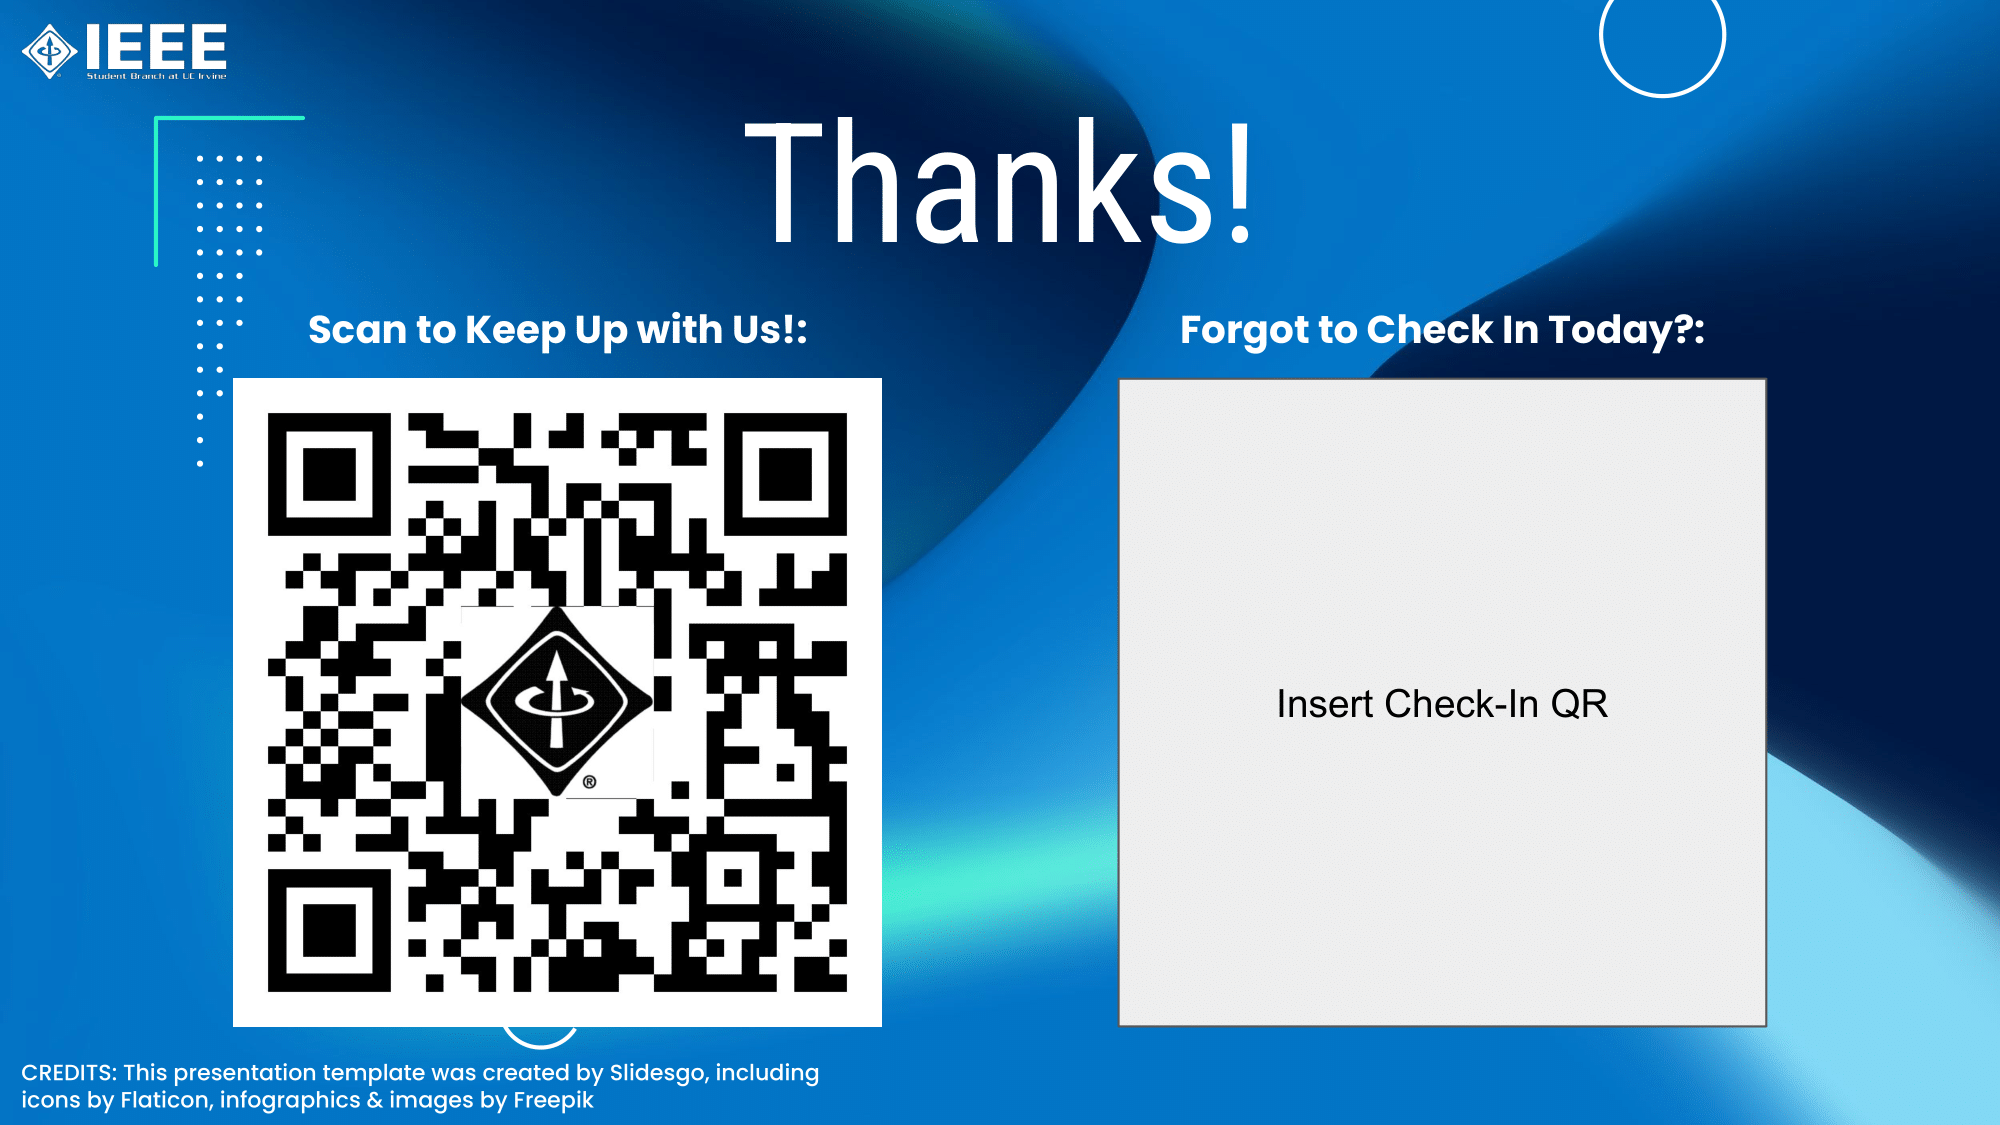 IEEE
Student Branch at UC Irvine
Thanks!
Scan to Keep Up with Us!:
Forgot to Check In Today?:
®
Insert Check-In QR
CREDITS: This presentation template was created by Slidesgo, including
icons by Flaticon, infographics & images by Freepik